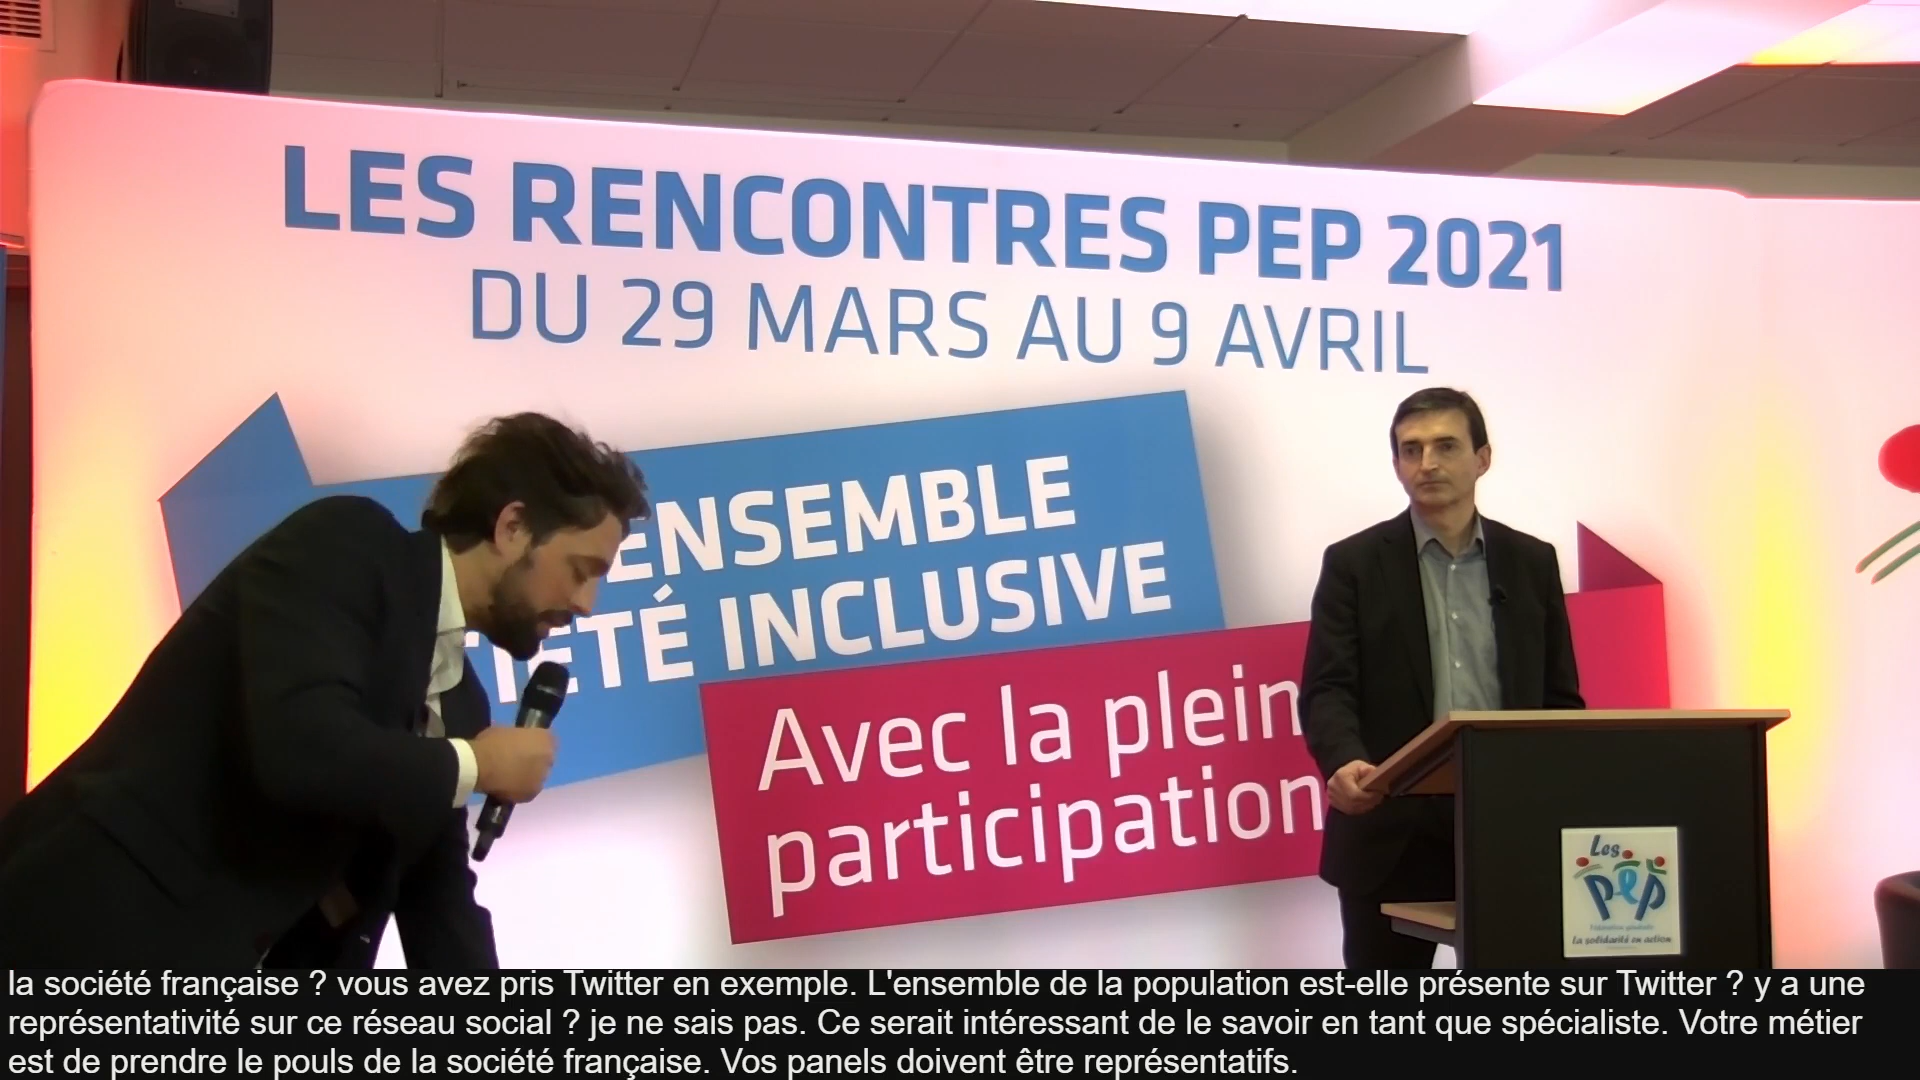 LES RENCONTRES PEP 2021
DU 29 MARS AU 9 AVRIL
ENSEMBLE
INCLUSIVE
Avec la
participation
Les
pep
La solidarité en action
la société française ? vous avez pris Twitter en exemple. L'ensemble de la population est-elle présente sur Twitter ? y a une
représentativité sur ce réseau social ? je ne sais pas. Ce serait intéressant de le savoir en tant que spécialiste. Votre métier
est de prendre le pouls de la société française. Vos panels doivent être représentatifs.